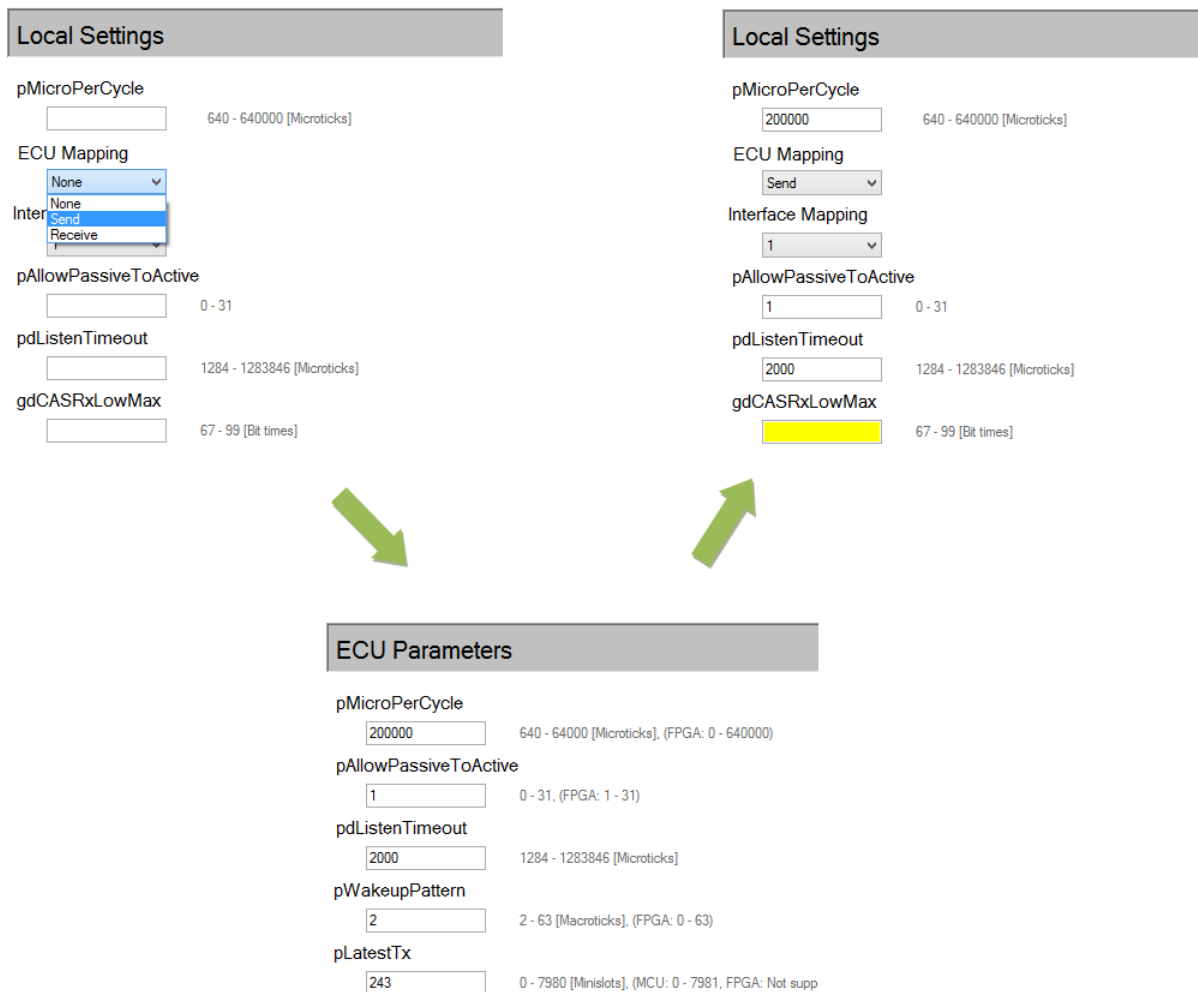 Local Settings
pMicroPerCycle
640 - 640000 [Microticks]
ECU Mapping
None
None
Send
Receive
Inter
1
pAllowPassiveToActive
0 - 31
pdListenTimeout
1284 - 1283846 [Microticks]
gdCASRxLowMax
67 - 99 [Bit times]
Local Settings
pMicroPerCycle
200000 640 - 640000 [Microticks]
ECU Mapping
Send
Interface Mapping
1
pAllowPassiveToActive
1 0 - 31
pdListenTimeout
2000 1284 - 1283846 [Microticks]
gdCASRxLowMax
67 - 99 [Bit times]
ECU Parameters
pMicroPerCycle
200000 640 - 64000 [Microticks], (FPGA: 0 - 640000)
pAllowPassiveToActive
1 0 - 31, (FPGA: 1 - 31)
pdListenTimeout
2000 1284 - 1283846 [Microticks]
pWakeupPattern
2 2 - 63 [Macroticks], (FPGA: 0 - 63)
pLatestTx
243 0 - 7980 [Minislots], (MCU: 0 - 7981, FPGA: Not supp